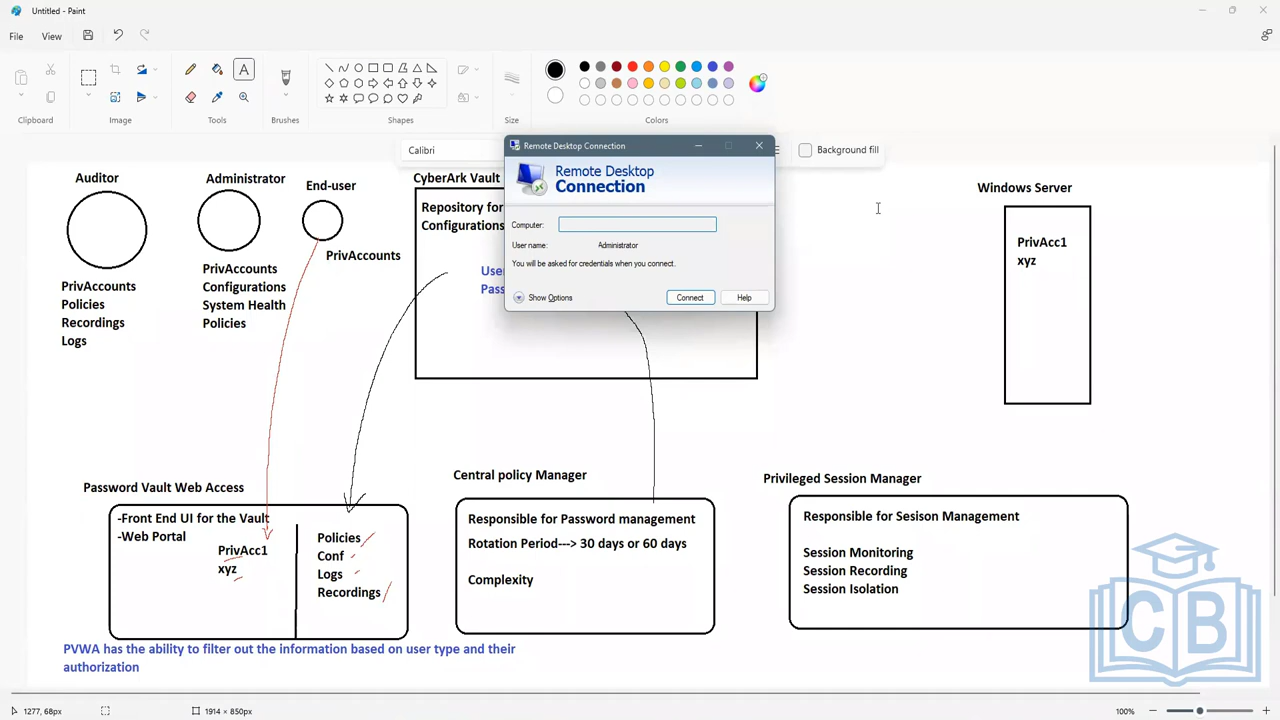 Untitled - Paint
File
View
Clipboard
Image
Tools
Brushes
Shapes
Size
Colors
Calibri
Background fill
Remote Desktop Connection
Remote Desktop
Connection
Computer:
User name:
Administrator
You will be asked for credentials when you connect.
Show Options
Connect
Help
Auditor
PrivAccounts
Policies
Recordings
Logs
Administrator
PrivAccounts
Configurations
System Health
Policies
End-user
PrivAccounts
CyberArk Vault
Repository for
Configurations
User
Pass
Windows Server
PrivAcc1
xyz
Password Vault Web Access
-Front End UI for the Vault
-Web Portal
PrivAcc1
xyz
Policies
Conf
Logs
Recordings
PVWA has the ability to filter out the information based on user type and their
authorization
Central policy Manager
Responsible for Password management
Rotation Period---> 30 days or 60 days
Complexity
Privileged Session Manager
Responsible for Sesison Management
Session Monitoring
Session Recording
Session Isolation
CB
1277, 68px
1914 × 850px
100%